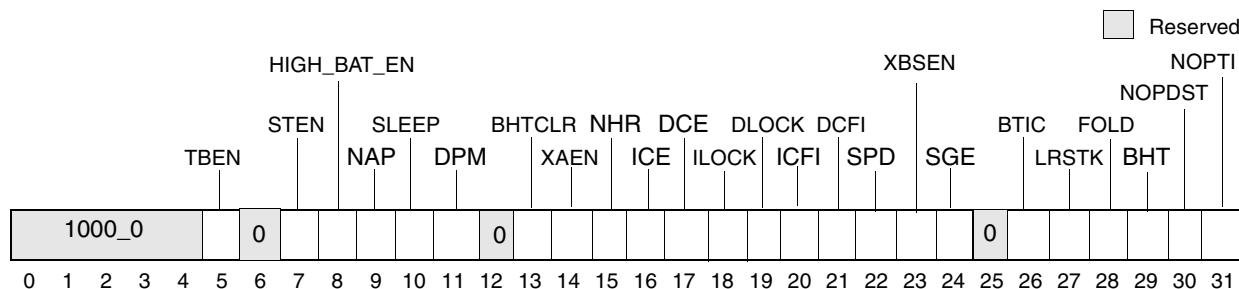 Reserved
HIGH_BAT_EN XBSEN NOPTI
NOPDST
STEN SLEEP BHTCLR NHR DCE DLOCK DCFI BTIC FOLD
TBEN NAP DPM XAEN ICE ILOCK ICFI SPD SGE LRSTK BHT
1000_0 0 0 0
0 1 2 3 4 5 6 7 8 9 10 11 12 13 14 15 16 17 18 19 20 21 22 23 24 25 26 27 28 29 30 31